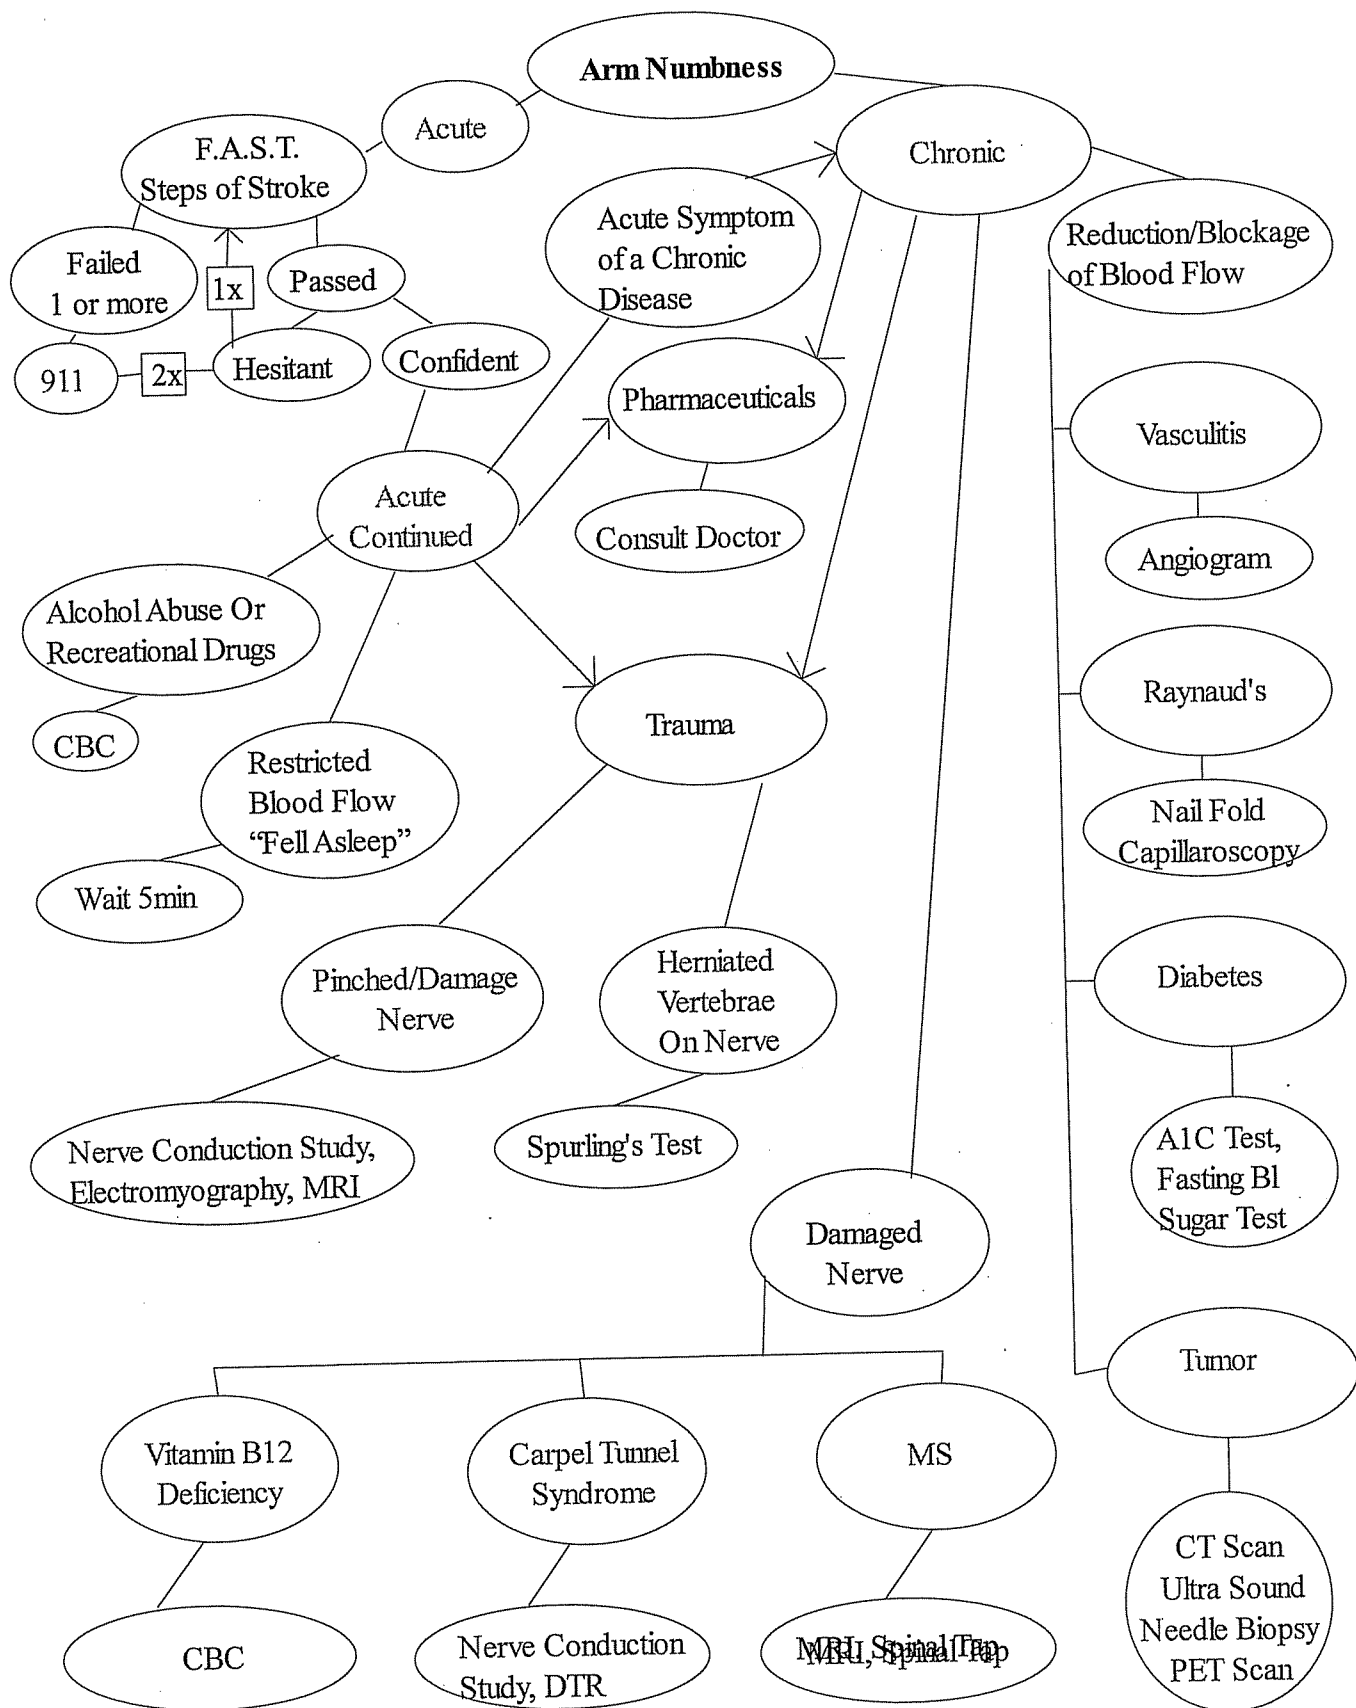 Arm Numbness
Acute
F.A.S.T.
Steps of Stroke
Failed
1 or more
1x
Passed
911
2x
Hesitant
Confident
Acute
Continued
Alcohol Abuse Or
Recreational Drugs
CBC
Restricted
Blood Flow
“Fell Asleep”
Wait 5min
Chronic
Acute Symptom
of a Chronic
Disease
Pharmaceuticals
Consult Doctor
Trauma
Pinched/Damage
Nerve
Nerve Conduction Study,
Electromyography, MRI
Herniated
Vertebrae
On Nerve
Spurling's Test
Reduction/Blockage
of Blood Flow
Vasculitis
Angiogram
Raynaud's
Nail Fold
Capillaroscopy
Diabetes
A1C Test,
Fasting Bl
Sugar Test
Tumor
CT Scan
Ultra Sound
Needle Biopsy
PET Scan
Damaged
Nerve
Vitamin B12
Deficiency
CBC
Carpel Tunnel
Syndrome
Nerve Conduction
Study, DTR
MS
MRI, Spinal Tap